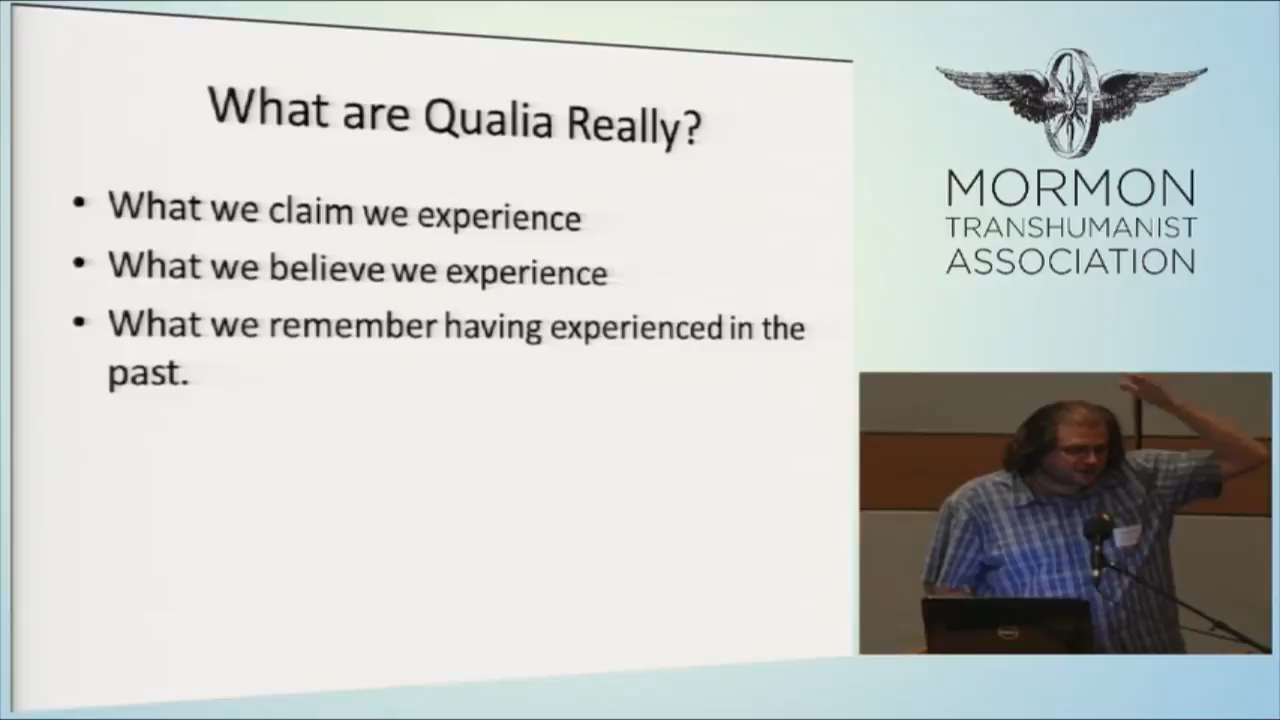 What are Qualia Really?
• What we claim we experience
• What we believe we experience
• What we remember having experienced in the
past.
MORMON
TRANSHUMANIST
ASSOCIATION